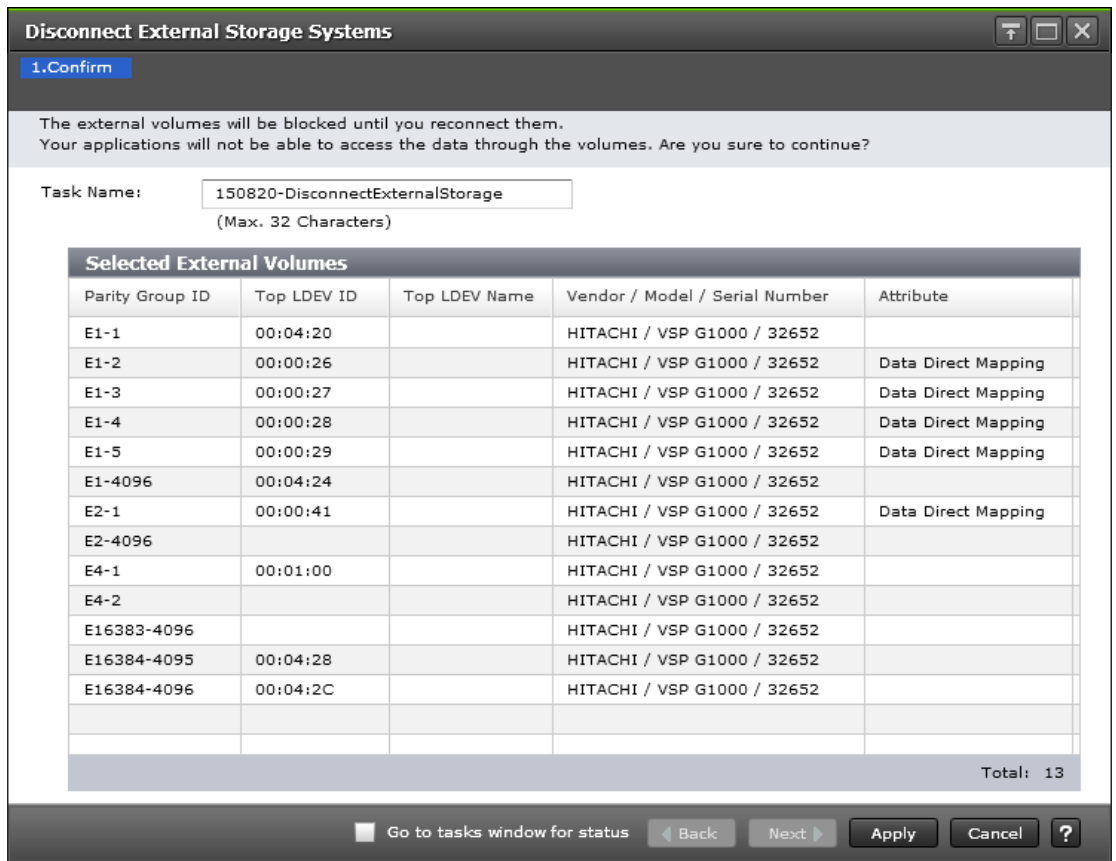 Disconnect External Storage Systems
1.Confirm
The external volumes will be blocked until you reconnect them.
Your applications will not be able to access the data through the volumes. Are you sure to continue?
Task Name: 150820-DisconnectExternalStorage
(Max. 32 Characters)
Selected External Volumes
Parity Group ID Top LDEV ID Top LDEV Name Vendor / Model / Serial Number Attribute
E1-1 00:04:20 HITACHI / VSP G1000 / 32652
E1-2 00:00:26 HITACHI / VSP G1000 / 32652 Data Direct Mapping
E1-3 00:00:27 HITACHI / VSP G1000 / 32652 Data Direct Mapping
E1-4 00:00:28 HITACHI / VSP G1000 / 32652 Data Direct Mapping
E1-5 00:00:29 HITACHI / VSP G1000 / 32652 Data Direct Mapping
E1-4096 00:04:24 HITACHI / VSP G1000 / 32652
E2-1 00:00:41 HITACHI / VSP G1000 / 32652 Data Direct Mapping
E2-4096 HITACHI / VSP G1000 / 32652
E4-1 00:01:00 HITACHI / VSP G1000 / 32652
E4-2 HITACHI / VSP G1000 / 32652
E16383-4096 HITACHI / VSP G1000 / 32652
E16384-4095 00:04:28 HITACHI / VSP G1000 / 32652
E16384-4096 00:04:2C HITACHI / VSP G1000 / 32652
Total: 13
Go to tasks window for status Back Next Apply Cancel ?